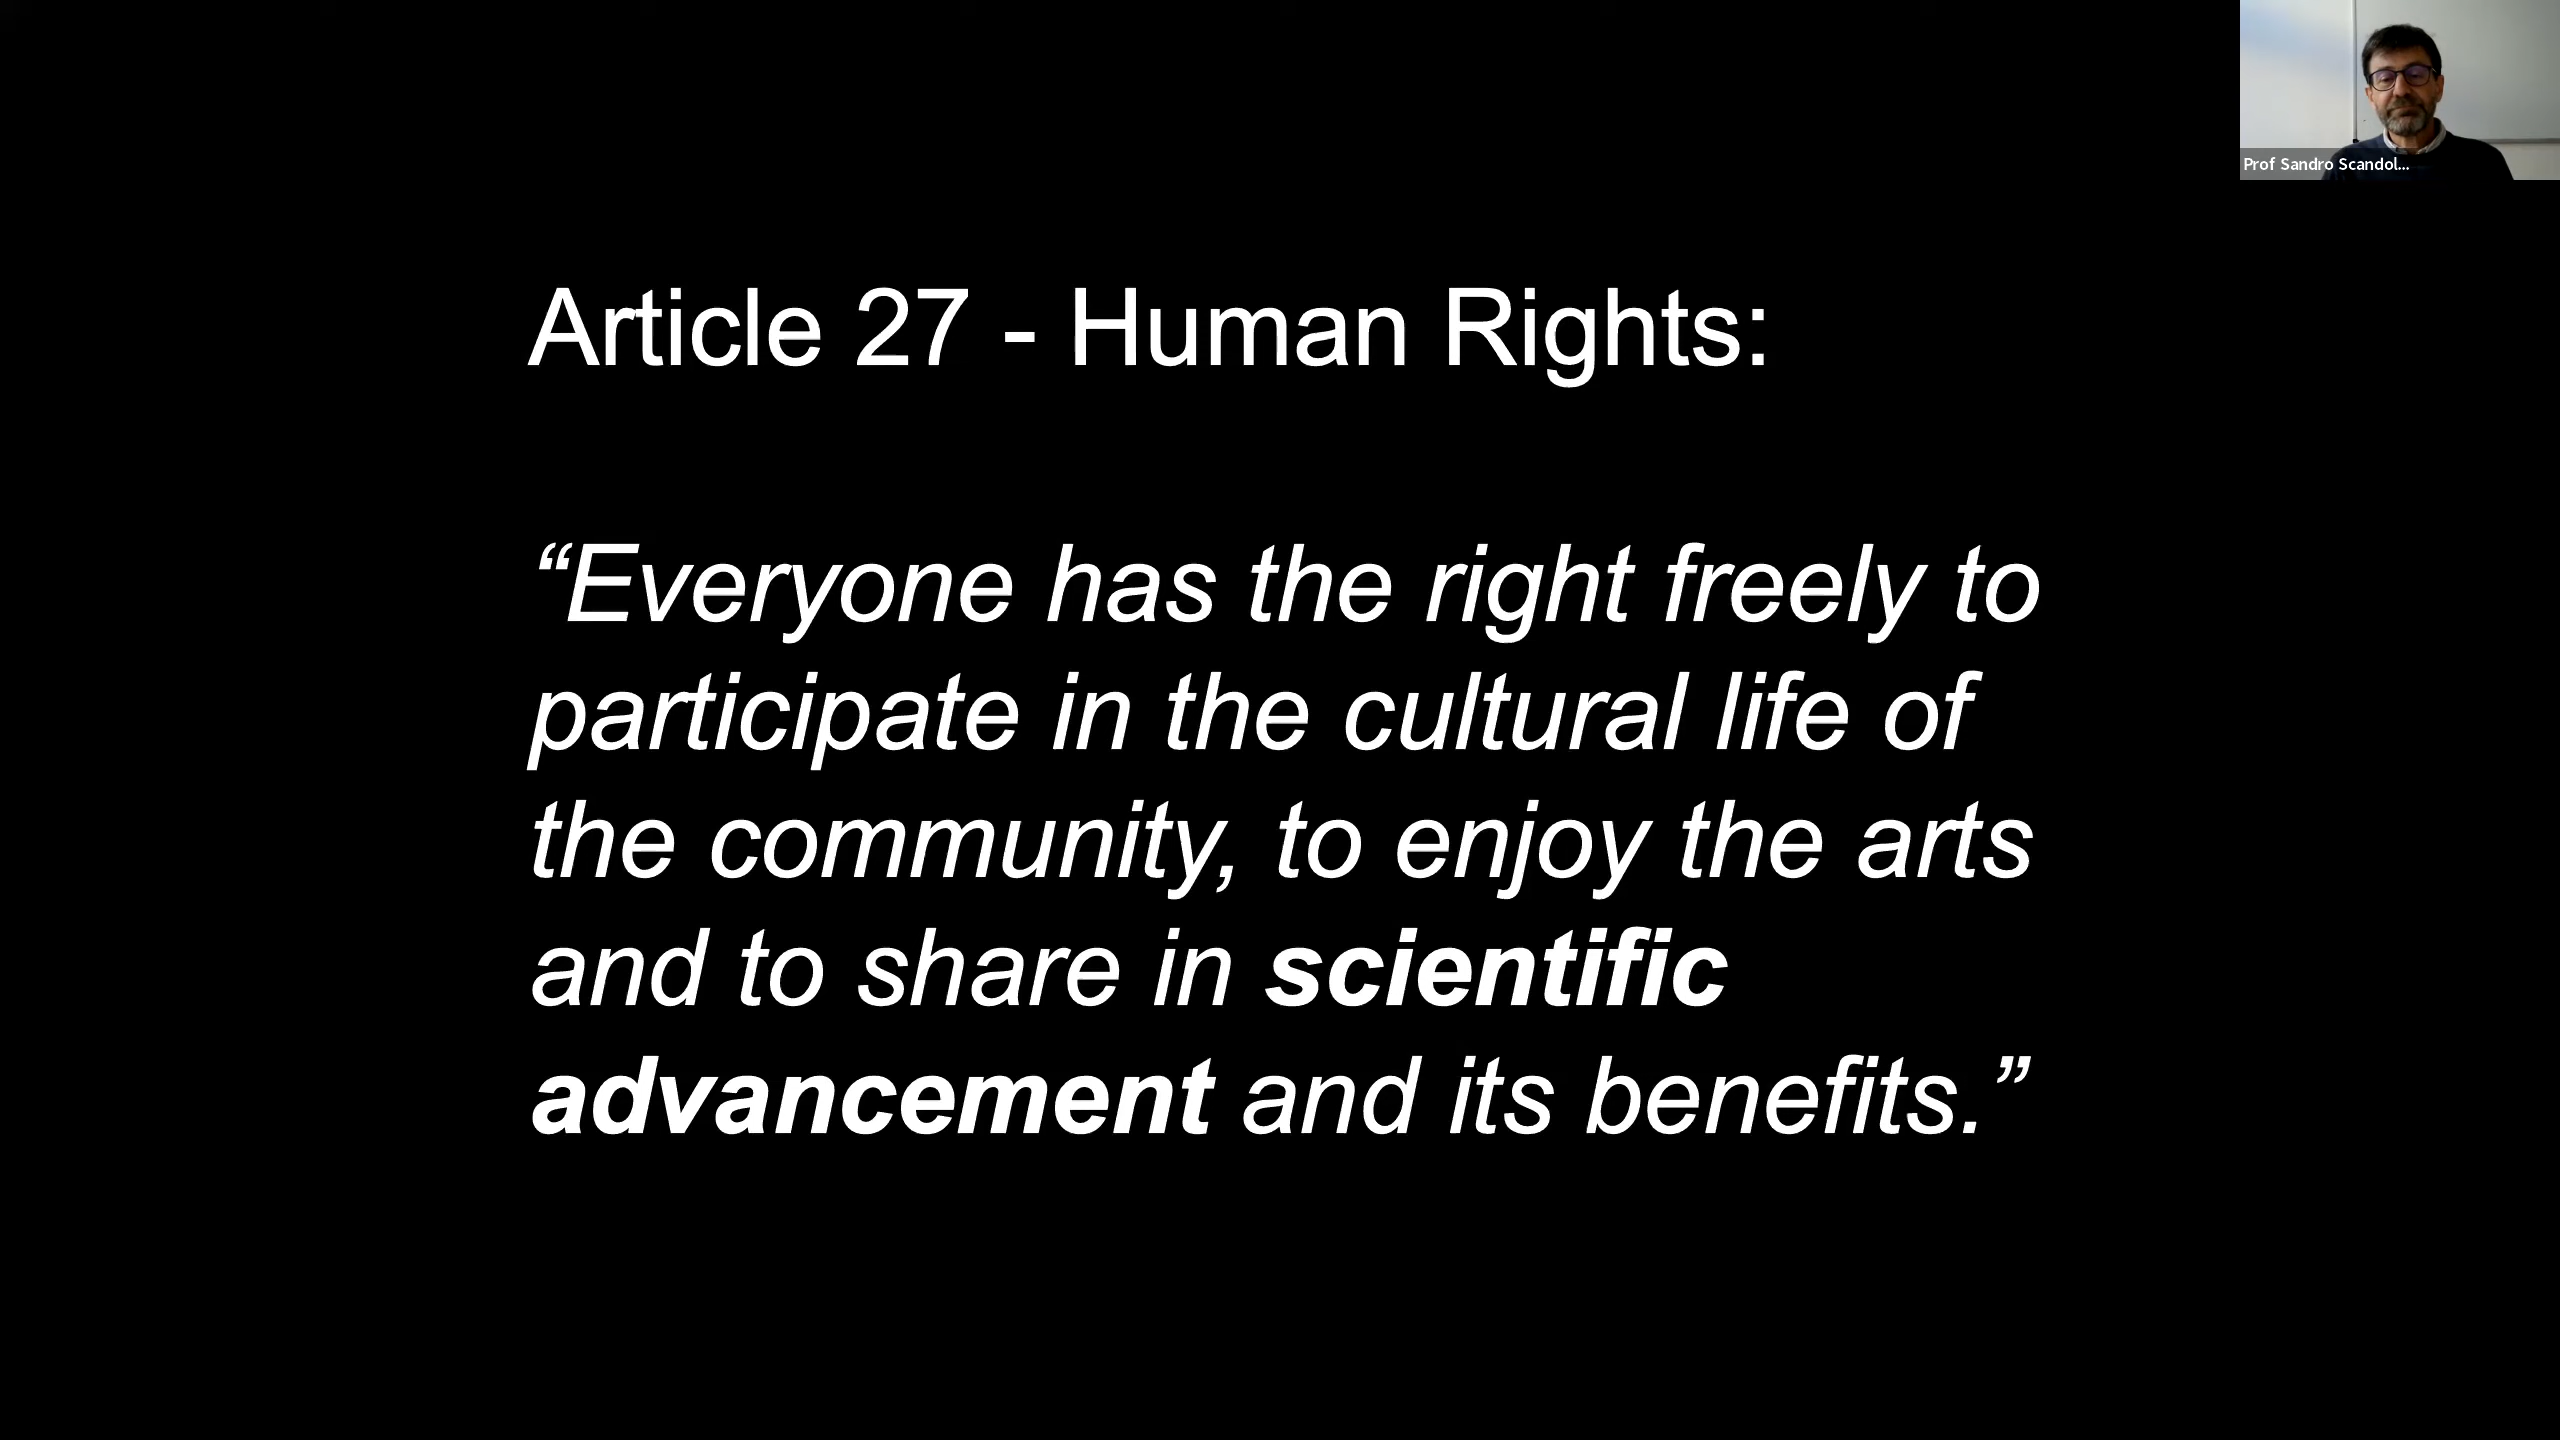 Prof Sandro Scandol...
Article 27 - Human Rights:
“Everyone has the right freely to
participate in the cultural life of
the community, to enjoy the arts
and to share in scientific
advancement and its benefits.”